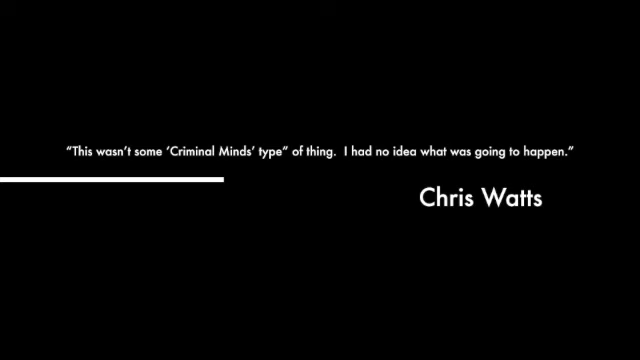 “This wasn’t some ‘Criminal Minds’ type” of thing.  I had no idea what was going to happen.”
Chris Watts